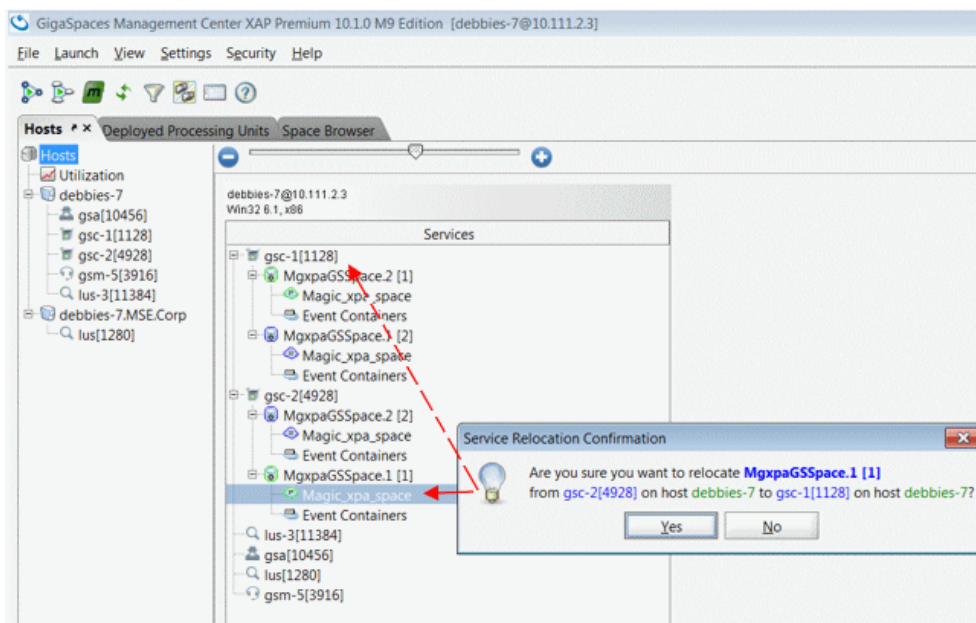 GigaSpaces Management Center XAP Premium 10.1.0 M9 Edition [debbies-7@10.111.2.3]
File Launch View Settings Security Help
Hosts Deployed Processing Units Space Browser
Hosts
Utilization
debbies-7
gsa[10456]
gsc-1[1128]
gsc-2[4928]
gsm-5[3916]
lus-3[11384]
debbies-7.MSE.Corp
lus[1280]
debbies-7@10.111.2.3
Win32 6.1, x86
Services
gsc-1[1128]
MgxpaGSSpace.2 [1]
Magic_xpa_space
Event Containers
MgxpaGSSpace.1 [2]
Magic_xpa_space
Event Containers
gsc-2[4928]
MgxpaGSSpace.2 [2]
Magic_xpa_space
Event Containers
MgxpaGSSpace.1 [1]
Magic_xpa_space
Event Containers
lus-3[11384]
gsa[10456]
lus[1280]
gsm-5[3916]
Service Relocation Confirmation
Are you sure you want to relocate MgxpaGSSpace.1 [1]
from gsc-2[4928] on host debbies-7 to gsc-1[1128] on host debbies-7?
Yes No